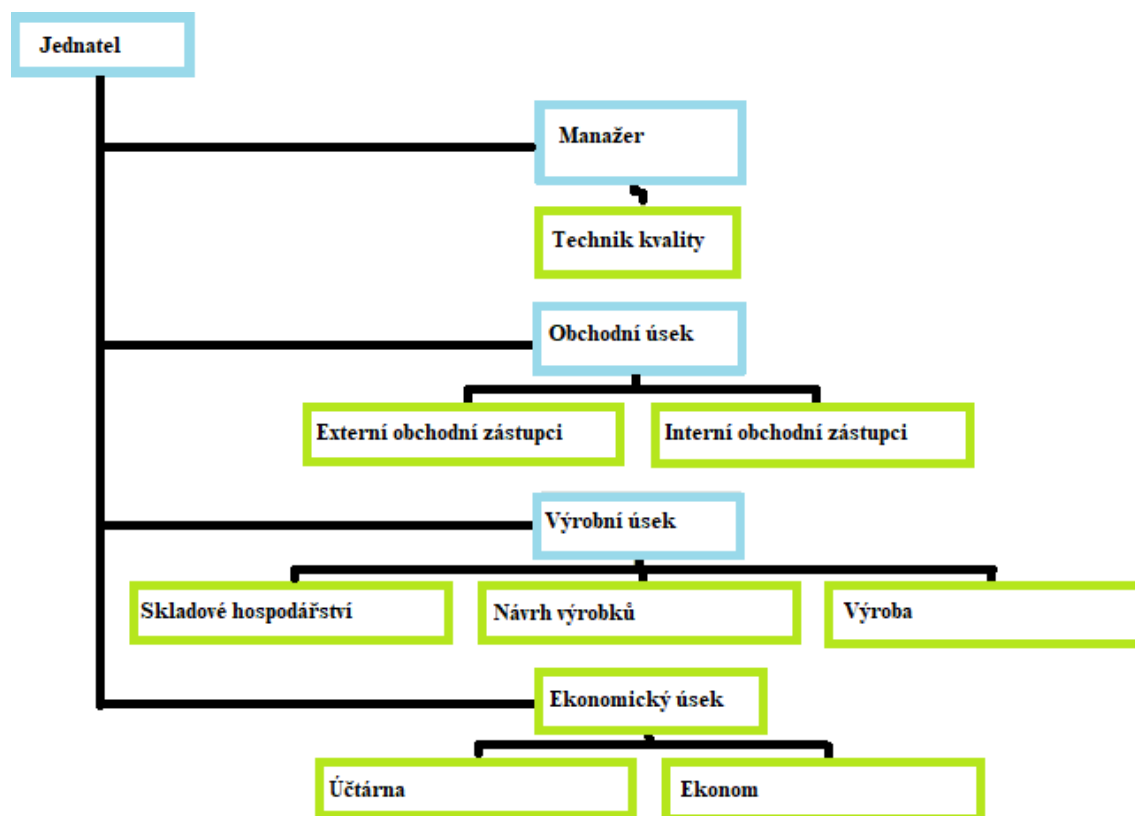 Jednatel
Manažer
Technik kvality
Obchodní úsek
Externí obchodní zástupci
Interní obchodní zástupci
Výrobní úsek
Skladové hospodářství
Návrh výrobků
Výroba
Ekonomický úsek
Účtárna
Ekonom